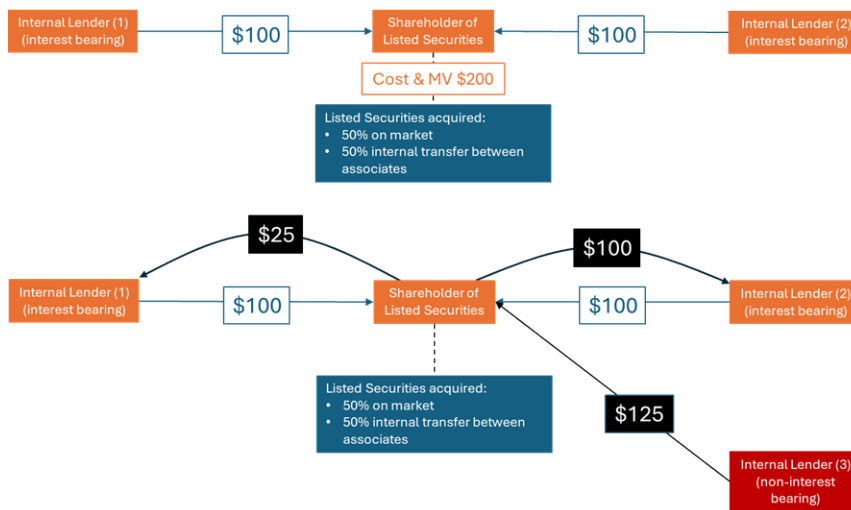 Internal Lender (1)
(interest bearing)
$100
Shareholder of
Listed Securities
$100
Internal Lender (2)
(interest bearing)
Cost & MV $200
Listed Securities acquired:
• 50% on market
• 50% internal transfer between
associates
$25
$100
Internal Lender (1)
(interest bearing)
$100
Shareholder of
Listed Securities
$100
Internal Lender (2)
(interest bearing)
Listed Securities acquired:
• 50% on market
• 50% internal transfer between
associates
$125
Internal Lender (3)
(non-interest
bearing)